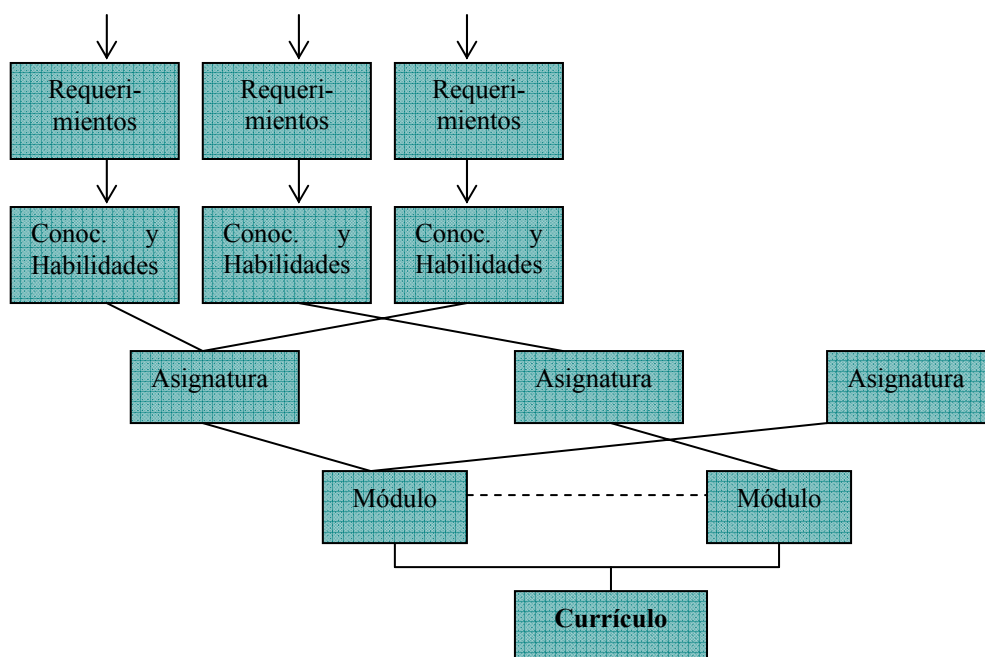 Requeri-
mientos
Requeri-
mientos
Requeri-
mientos
Conoc. y
Habilidades
Conoc. y
Habilidades
Conoc. y
Habilidades
Asignatura
Asignatura
Asignatura
Módulo
Módulo
Currículo